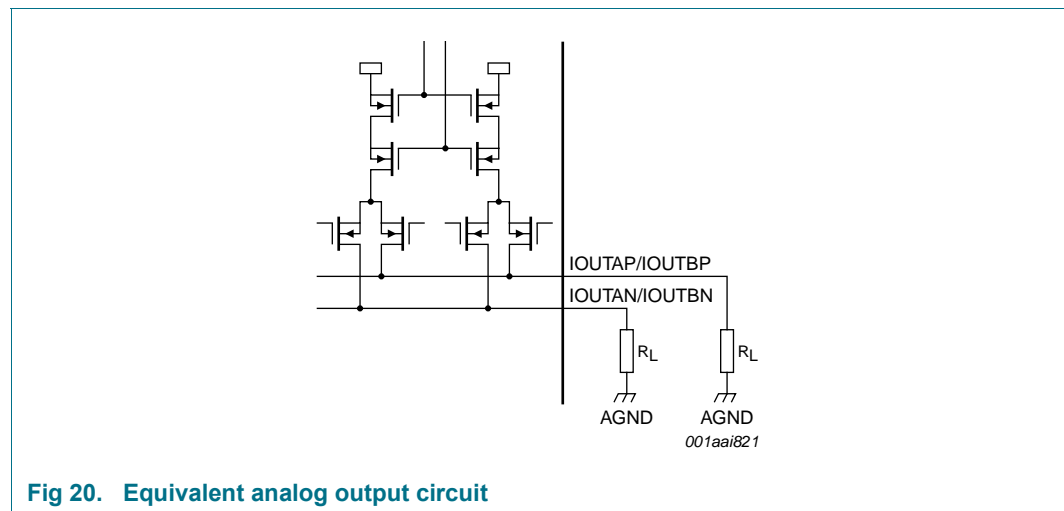 IOUTAP/IOUTBP
IOUTAN/IOUTBN
RL RL
AGND AGND
001aai821
Fig 20. Equivalent analog output circuit